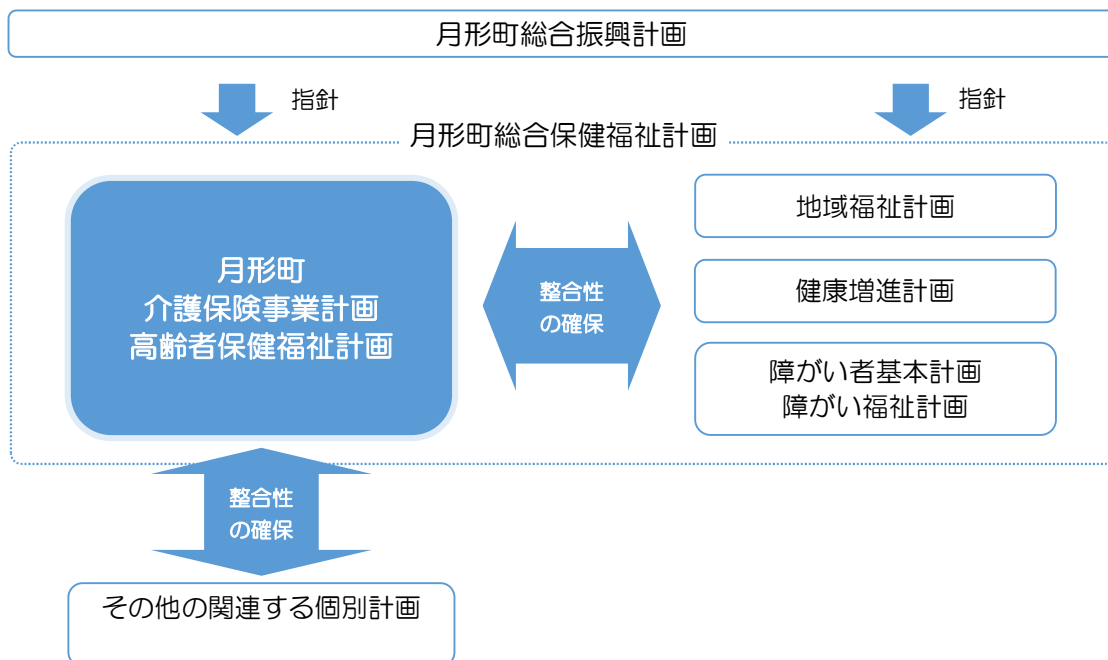 月形町総合振興計画
指針
指針
月形町総合保健福祉計画
月形町
介護保険事業計画
高齢者保健福祉計画
整合性
の確保
地域福祉計画
健康増進計画
障がい者基本計画
障がい福祉計画
整合性
の確保
その他の関連する個別計画